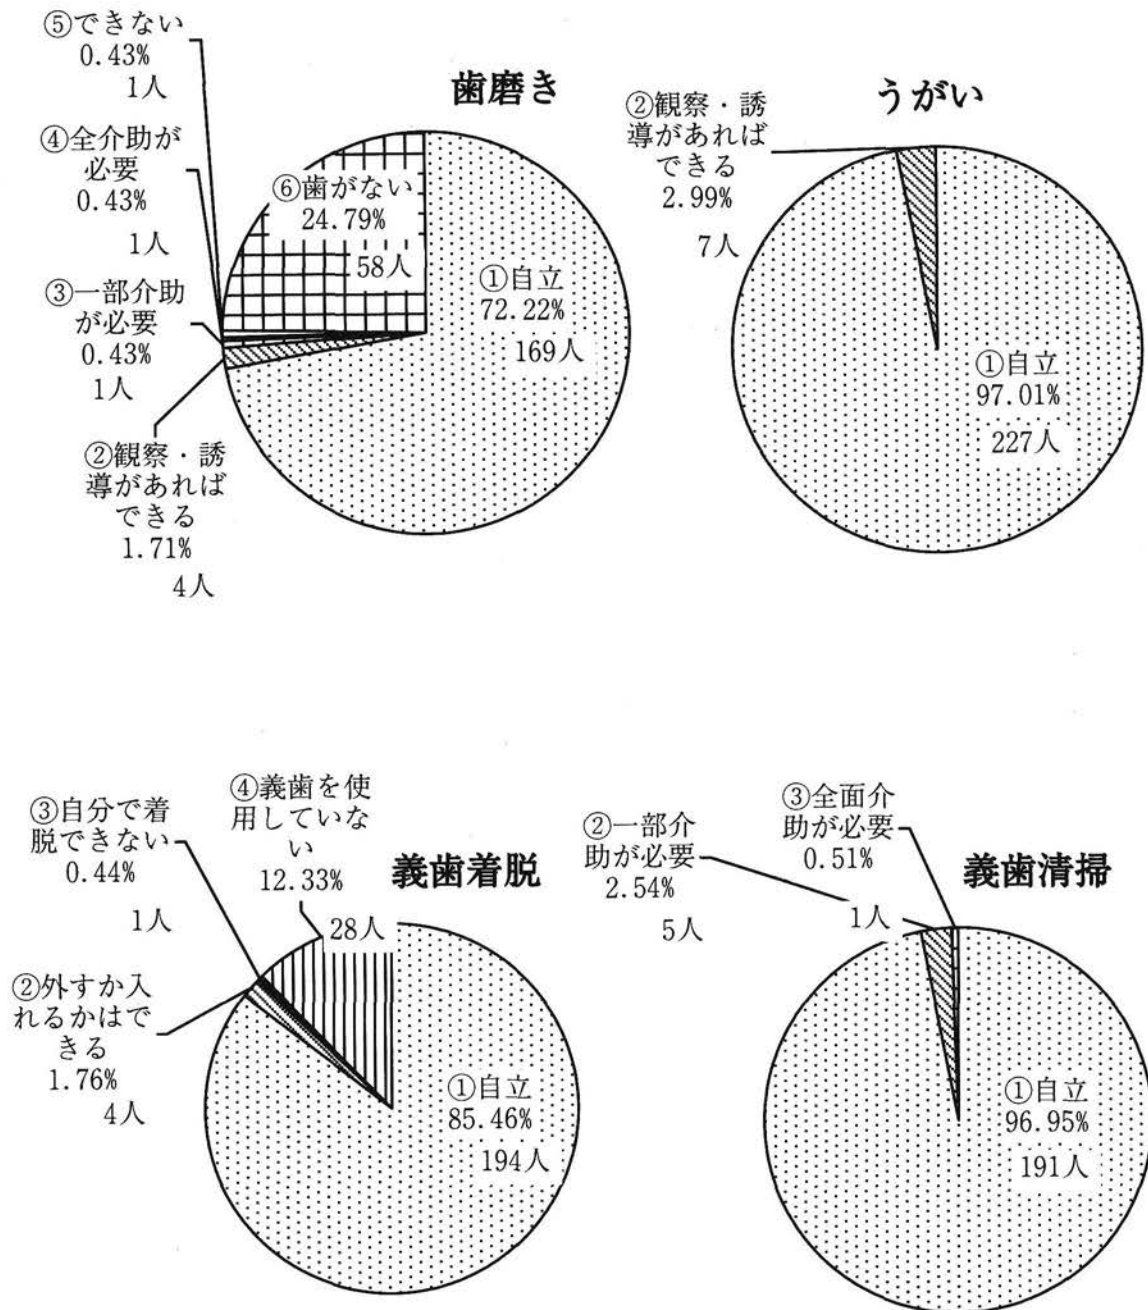 歯磨き
⑤できない
0.43%
1人
④全介助が
必要
0.43%
1人
③一部介助
が必要
0.43%
1人
②観察・誘
導があれば
できる
1.71%
4人
⑥歯がない
24.79%
58人
①自立
72.22%
169人
うがい
②観察・誘
導があれば
できる
2.99%
7人
①自立
97.01%
227人
義歯着脱
③自分で着
脱できない
0.44%
1人
④義歯を使
用していな
い
12.33%
28人
②外すか入
れるかはで
きる
1.76%
4人
①自立
85.46%
194人
義歯清掃
②一部介
助が必要
2.54%
5人
③全面介
助が必要
0.51%
1人
①自立
96.95%
191人